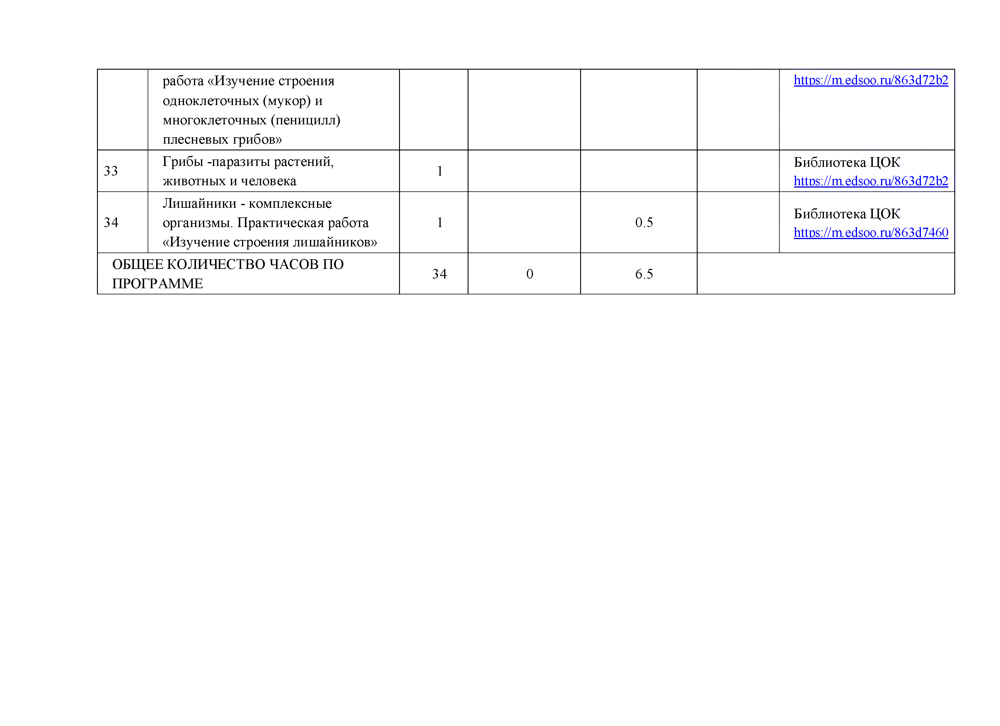 работа «Изучение строения
одноклеточных (мукор) и
многоклеточных (пеницилл)
плесневых грибов»
https://m.edsoo.ru/863d72b2
33
Грибы -паразиты растений,
животных и человека
1
Библиотека ЦОК
https://m.edsoo.ru/863d72b2
34
Лишайники - комплексные
организмы. Практическая работа
«Изучение строения лишайников»
1
0.5
Библиотека ЦОК
https://m.edsoo.ru/863d7460
ОБЩЕЕ КОЛИЧЕСТВО ЧАСОВ ПО
ПРОГРАММЕ
34
0
6.5